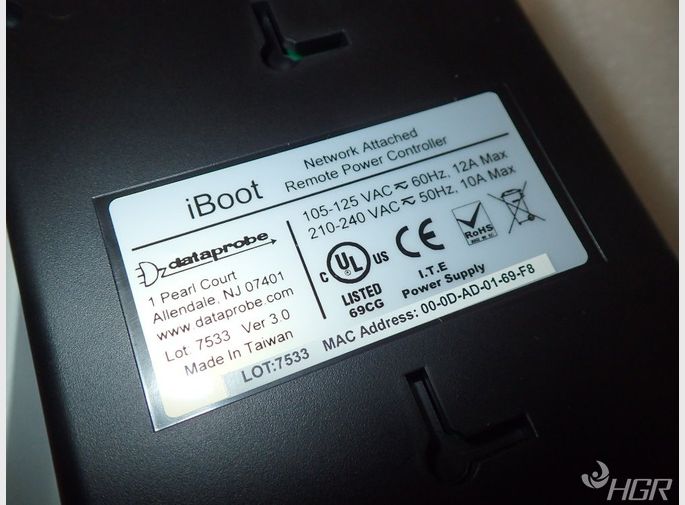 iBoot
Network Attached
Remote Power Controller
dataprobe
1 Pearl Court
Allendale, NJ 07401
www.dataprobe.com
Lot: 7533 Ver 3.0
Made In Taiwan
105-125 VAC ≂ 60Hz, 12A Max
210-240 VAC ≂ 50Hz, 10A Max
C UL US
LISTED
69CG
CE
I.T.E
Power Supply
RoHS
LOT:7533 MAC Address: 00-0D-AD-01-69-F8
HGR